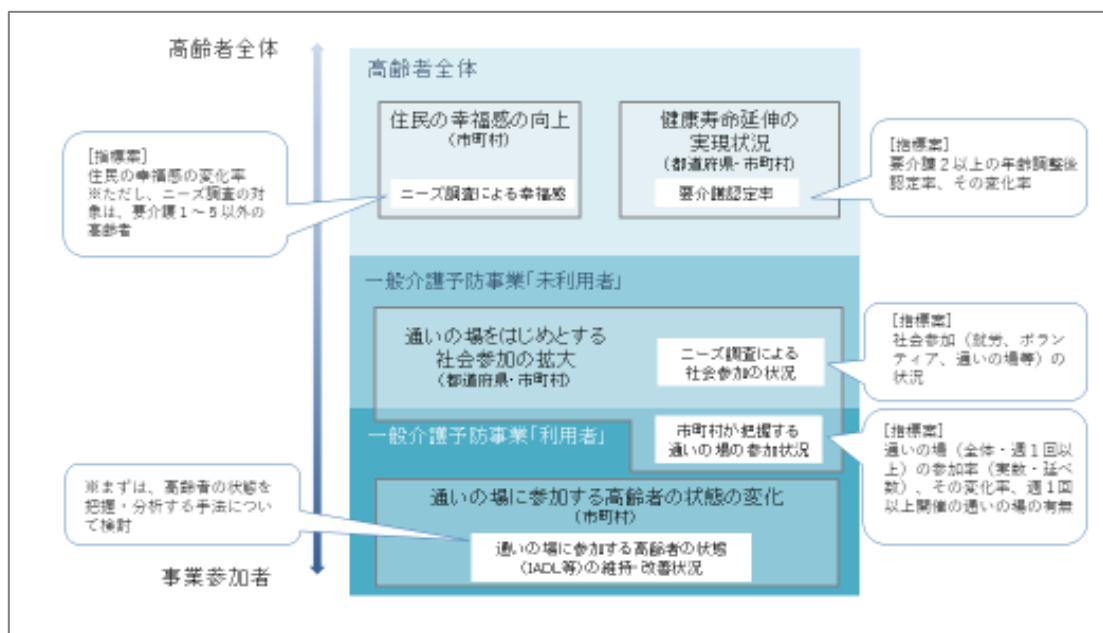 高齢者全体
高齢者全体
住民の幸福感の向上
(市町村)
ニーズ調査による幸福感
健康寿命延伸の
実現状況
(都道府県・市町村)
要介護認定率
[指標案]
住民の幸福感の変化率
※ただし、ニーズ調査の対
象は、要介護1～5以外の
高齢者
[指標案]
要介護2以上の年齢調整後
認定率、その変化率
一般介護予防事業「未利用者」
通いの場をはじめとする
社会参加の拡大
(都道府県・市町村)
ニーズ調査による
社会参加の状況
[指標案]
社会参加（就労、ボラン
ティア、通いの場等）の
状況
一般介護予防事業「利用者」
市町村が把握する
通いの場の参加状況
[指標案]
通いの場（全体・週1回以
上）の参加率（実数・延べ
数）、その変化率、週1回
以上開催の通いの場の有無
※まずは、高齢者の状態を
把握・分析する手法につい
て検討
通いの場に参加する高齢者の状態の変化
(市町村)
通いの場に参加する高齢者の状態
(IADL等)の維持・改善状況
事業参加者